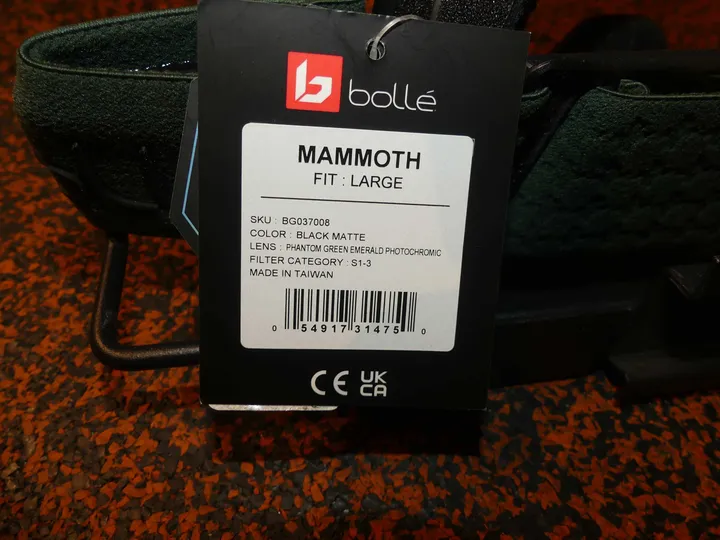 bollé
MAMMOTH
FIT : LARGE
SKU : BG037008
COLOR : BLACK MATTE
LENS : PHANTOM GREEN EMERALD PHOTOCHROMIC
FILTER CATEGORY : S1-3
MADE IN TAIWAN
0 54917 31475 0
CE UK
CA